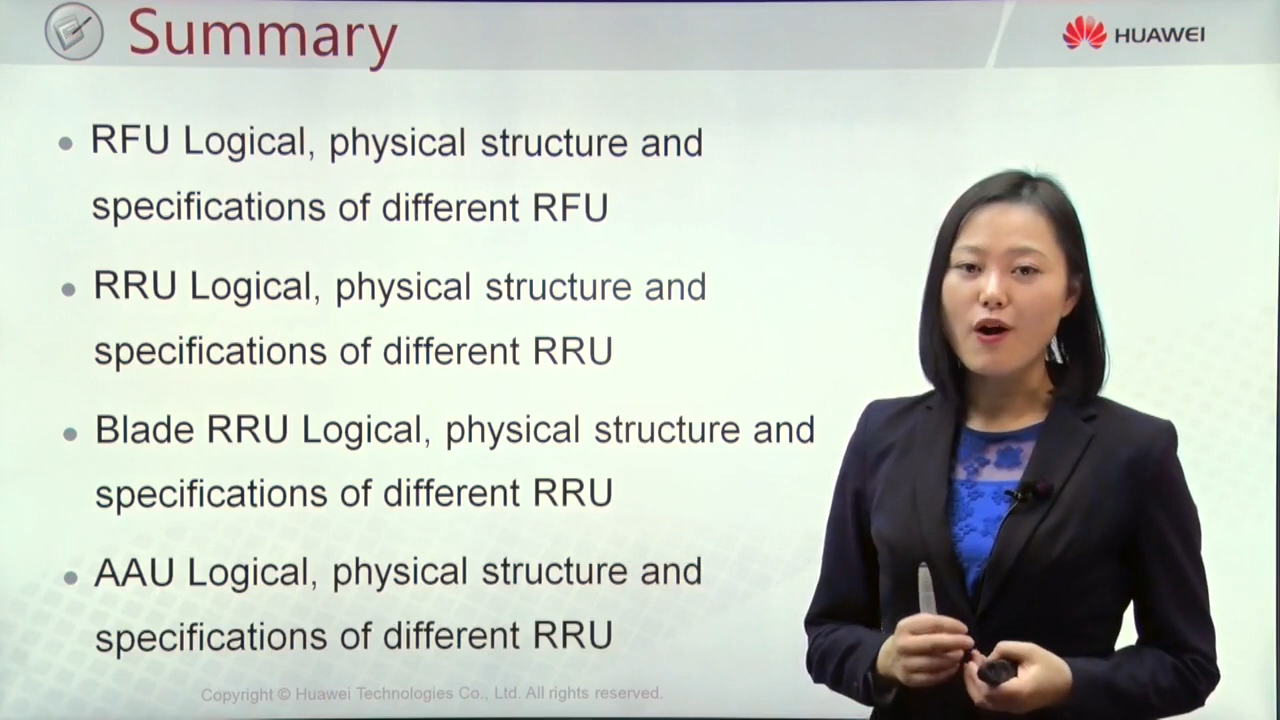 Summary
HUAWEI
RFU Logical, physical structure and
specifications of different RFU
RRU Logical, physical structure and
specifications of different RRU
Blade RRU Logical, physical structure and
specifications of different RRU
AAU Logical, physical structure and
specifications of different RRU
Copyright © Huawei Technologies Co., Ltd. All rights reserved.